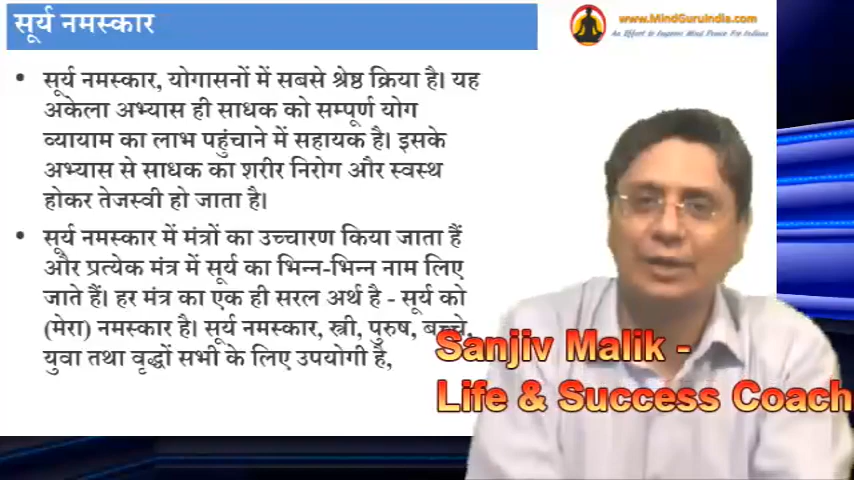 सूर्य नमस्कार
www.MindGuruIndia.com
An Effort to Improve Mind Power For Indians
• सूर्य नमस्कार, योगासनों में सबसे श्रेष्ठ क्रिया है। यह
अकेला अभ्यास ही साधक को सम्पूर्ण योग
व्यायाम का लाभ पहुंचाने में सहायक है। इसके
अभ्यास से साधक का शरीर निरोग और स्वस्थ
होकर तेजस्वी हो जाता है।
• सूर्य नमस्कार में मंत्रों का उच्चारण किया जाता हैं
और प्रत्येक मंत्र में सूर्य का भिन्न-भिन्न नाम लिए
जाते हैं। हर मंत्र का एक ही सरल अर्थ है - सूर्य को
(मेरा) नमस्कार है। सूर्य नमस्कार, स्त्री, पुरुष, बच्चे,
युवा तथा वृद्धों सभी के लिए उपयोगी है,
Sanjiv Malik -
Life & Success Coach